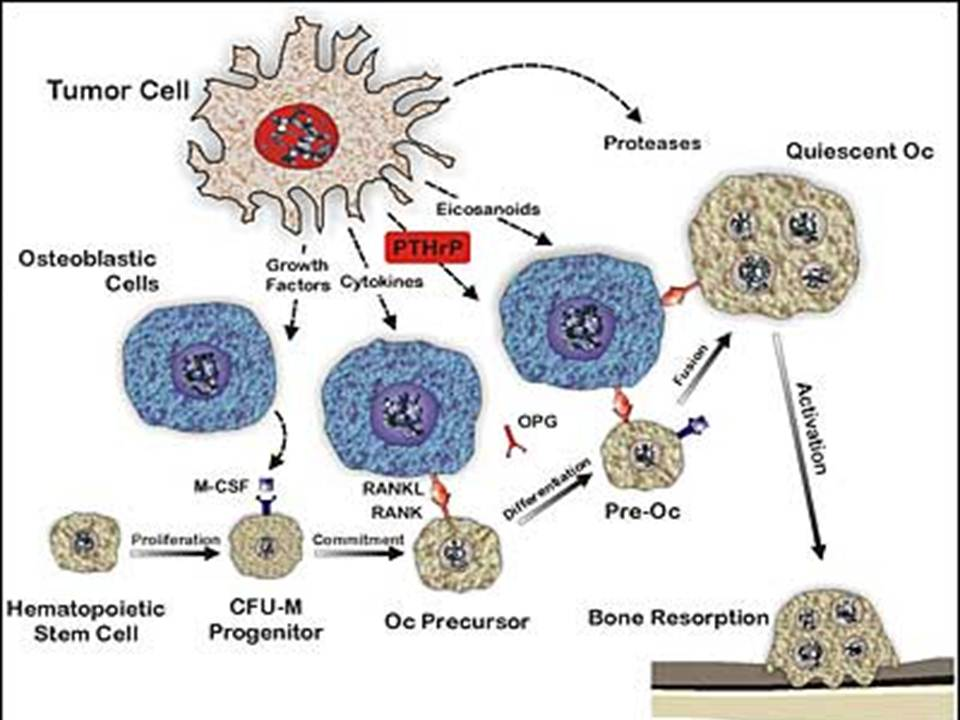 Tumor Cell
Proteases
Quiescent Oc
Eicosanoids
PTHrP
Osteoblastic
Cells
Growth
Factors
Cytokines
Fusion
Activation
OPG
M-CSF
RANKL
RANK
Differentiation
Pre-Oc
Proliferation
Commitment
Hematopoietic
Stem Cell
CFU-M
Progenitor
Oc Precursor
Bone Resorption